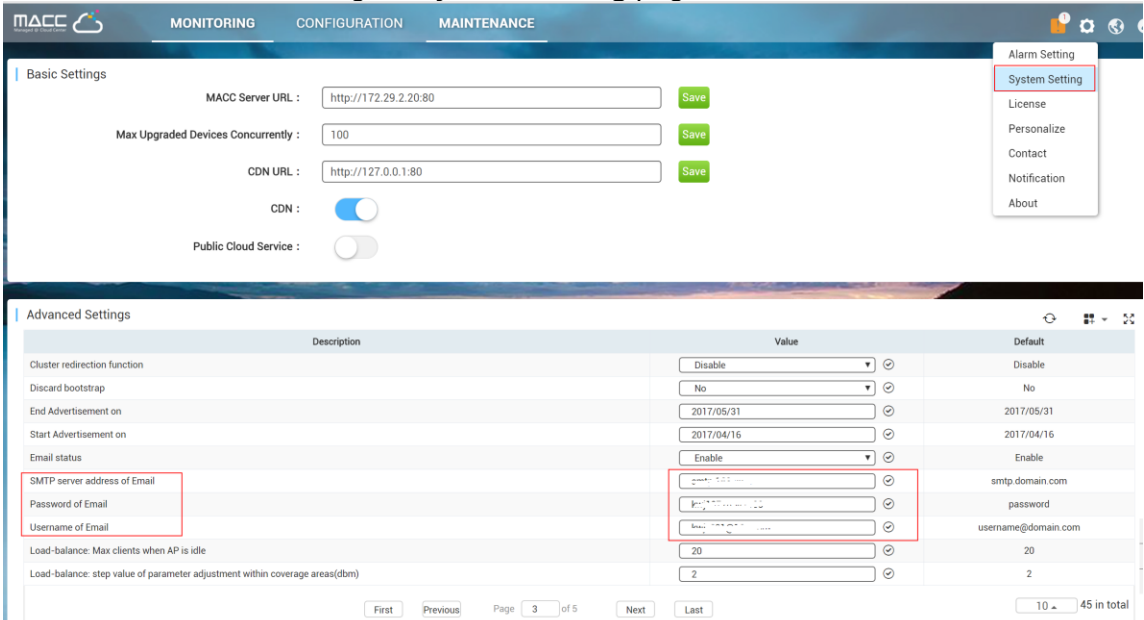 MACC
MONITORING CONFIGURATION MAINTENANCE
1
Alarm Setting
System Setting
License
Personalize
Contact
Notification
About
Basic Settings
MACC Server URL : http://172.29.2.20:80 Save
Max Upgraded Devices Concurrently : 100 Save
CDN URL : http://127.0.0.1:80 Save
CDN :
Public Cloud Service :
Advanced Settings
Description Value Default
Cluster redirection function Disable Disable
Discard bootstrap No No
End Advertisement on 2017/05/31 2017/05/31
Start Advertisement on 2017/04/16 2017/04/16
Email status Enable Enable
SMTP server address of Email smtp.domain.com
Password of Email password
Username of Email username@domain.com
Load-balance: Max clients when AP is idle 20 20
Load-balance: step value of parameter adjustment within coverage areas(dbm) 2 2
First Previous Page 3 of 5 Next Last 10 45 in total